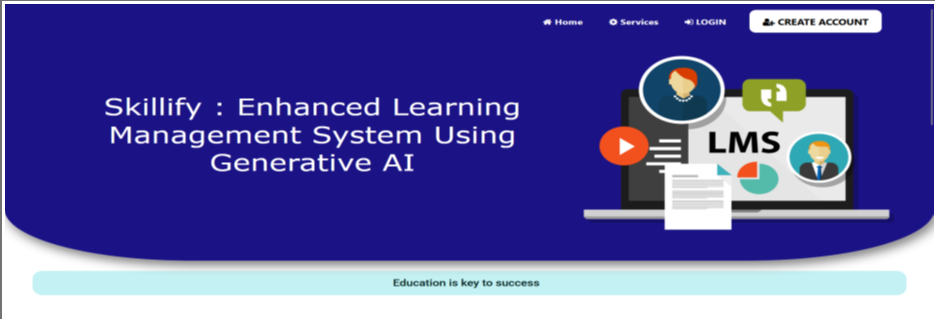 Home Services LOGIN CREATE ACCOUNT
Skillify : Enhanced Learning
Management System Using
Generative AI
LMS
Education is key to success